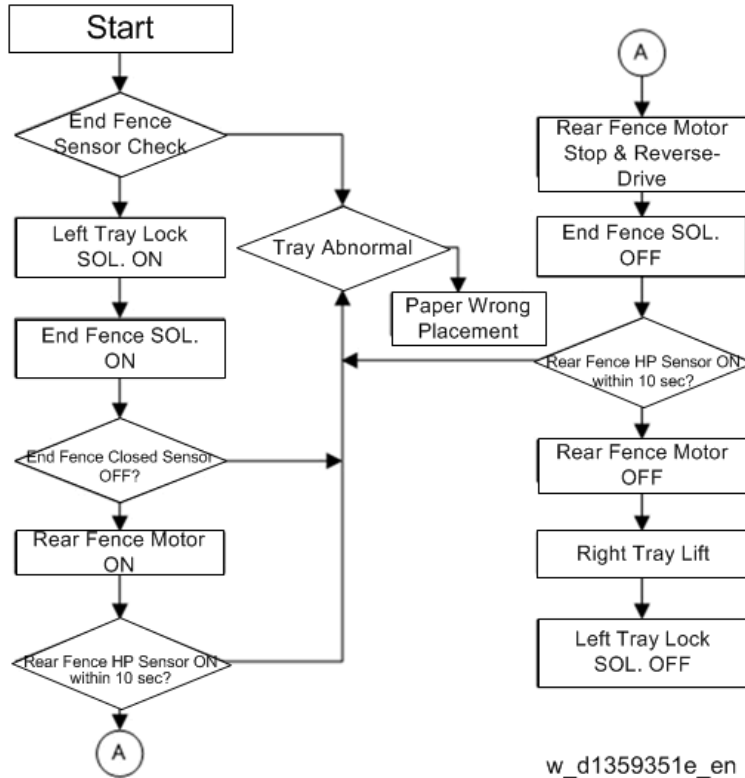 Start
End Fence
Sensor Check
Left Tray Lock
SOL. ON
End Fence SOL.
ON
End Fence Closed Sensor
OFF?
Rear Fence Motor
ON
Rear Fence HP Sensor ON
within 10 sec?
A
Tray Abnormal
Paper Wrong
Placement
A
Rear Fence Motor
Stop & Reverse-
Drive
End Fence SOL.
OFF
Rear Fence HP Sensor ON
within 10 sec?
Rear Fence Motor
OFF
Right Tray Lift
Left Tray Lock
SOL. OFF
w_d1359351e_en